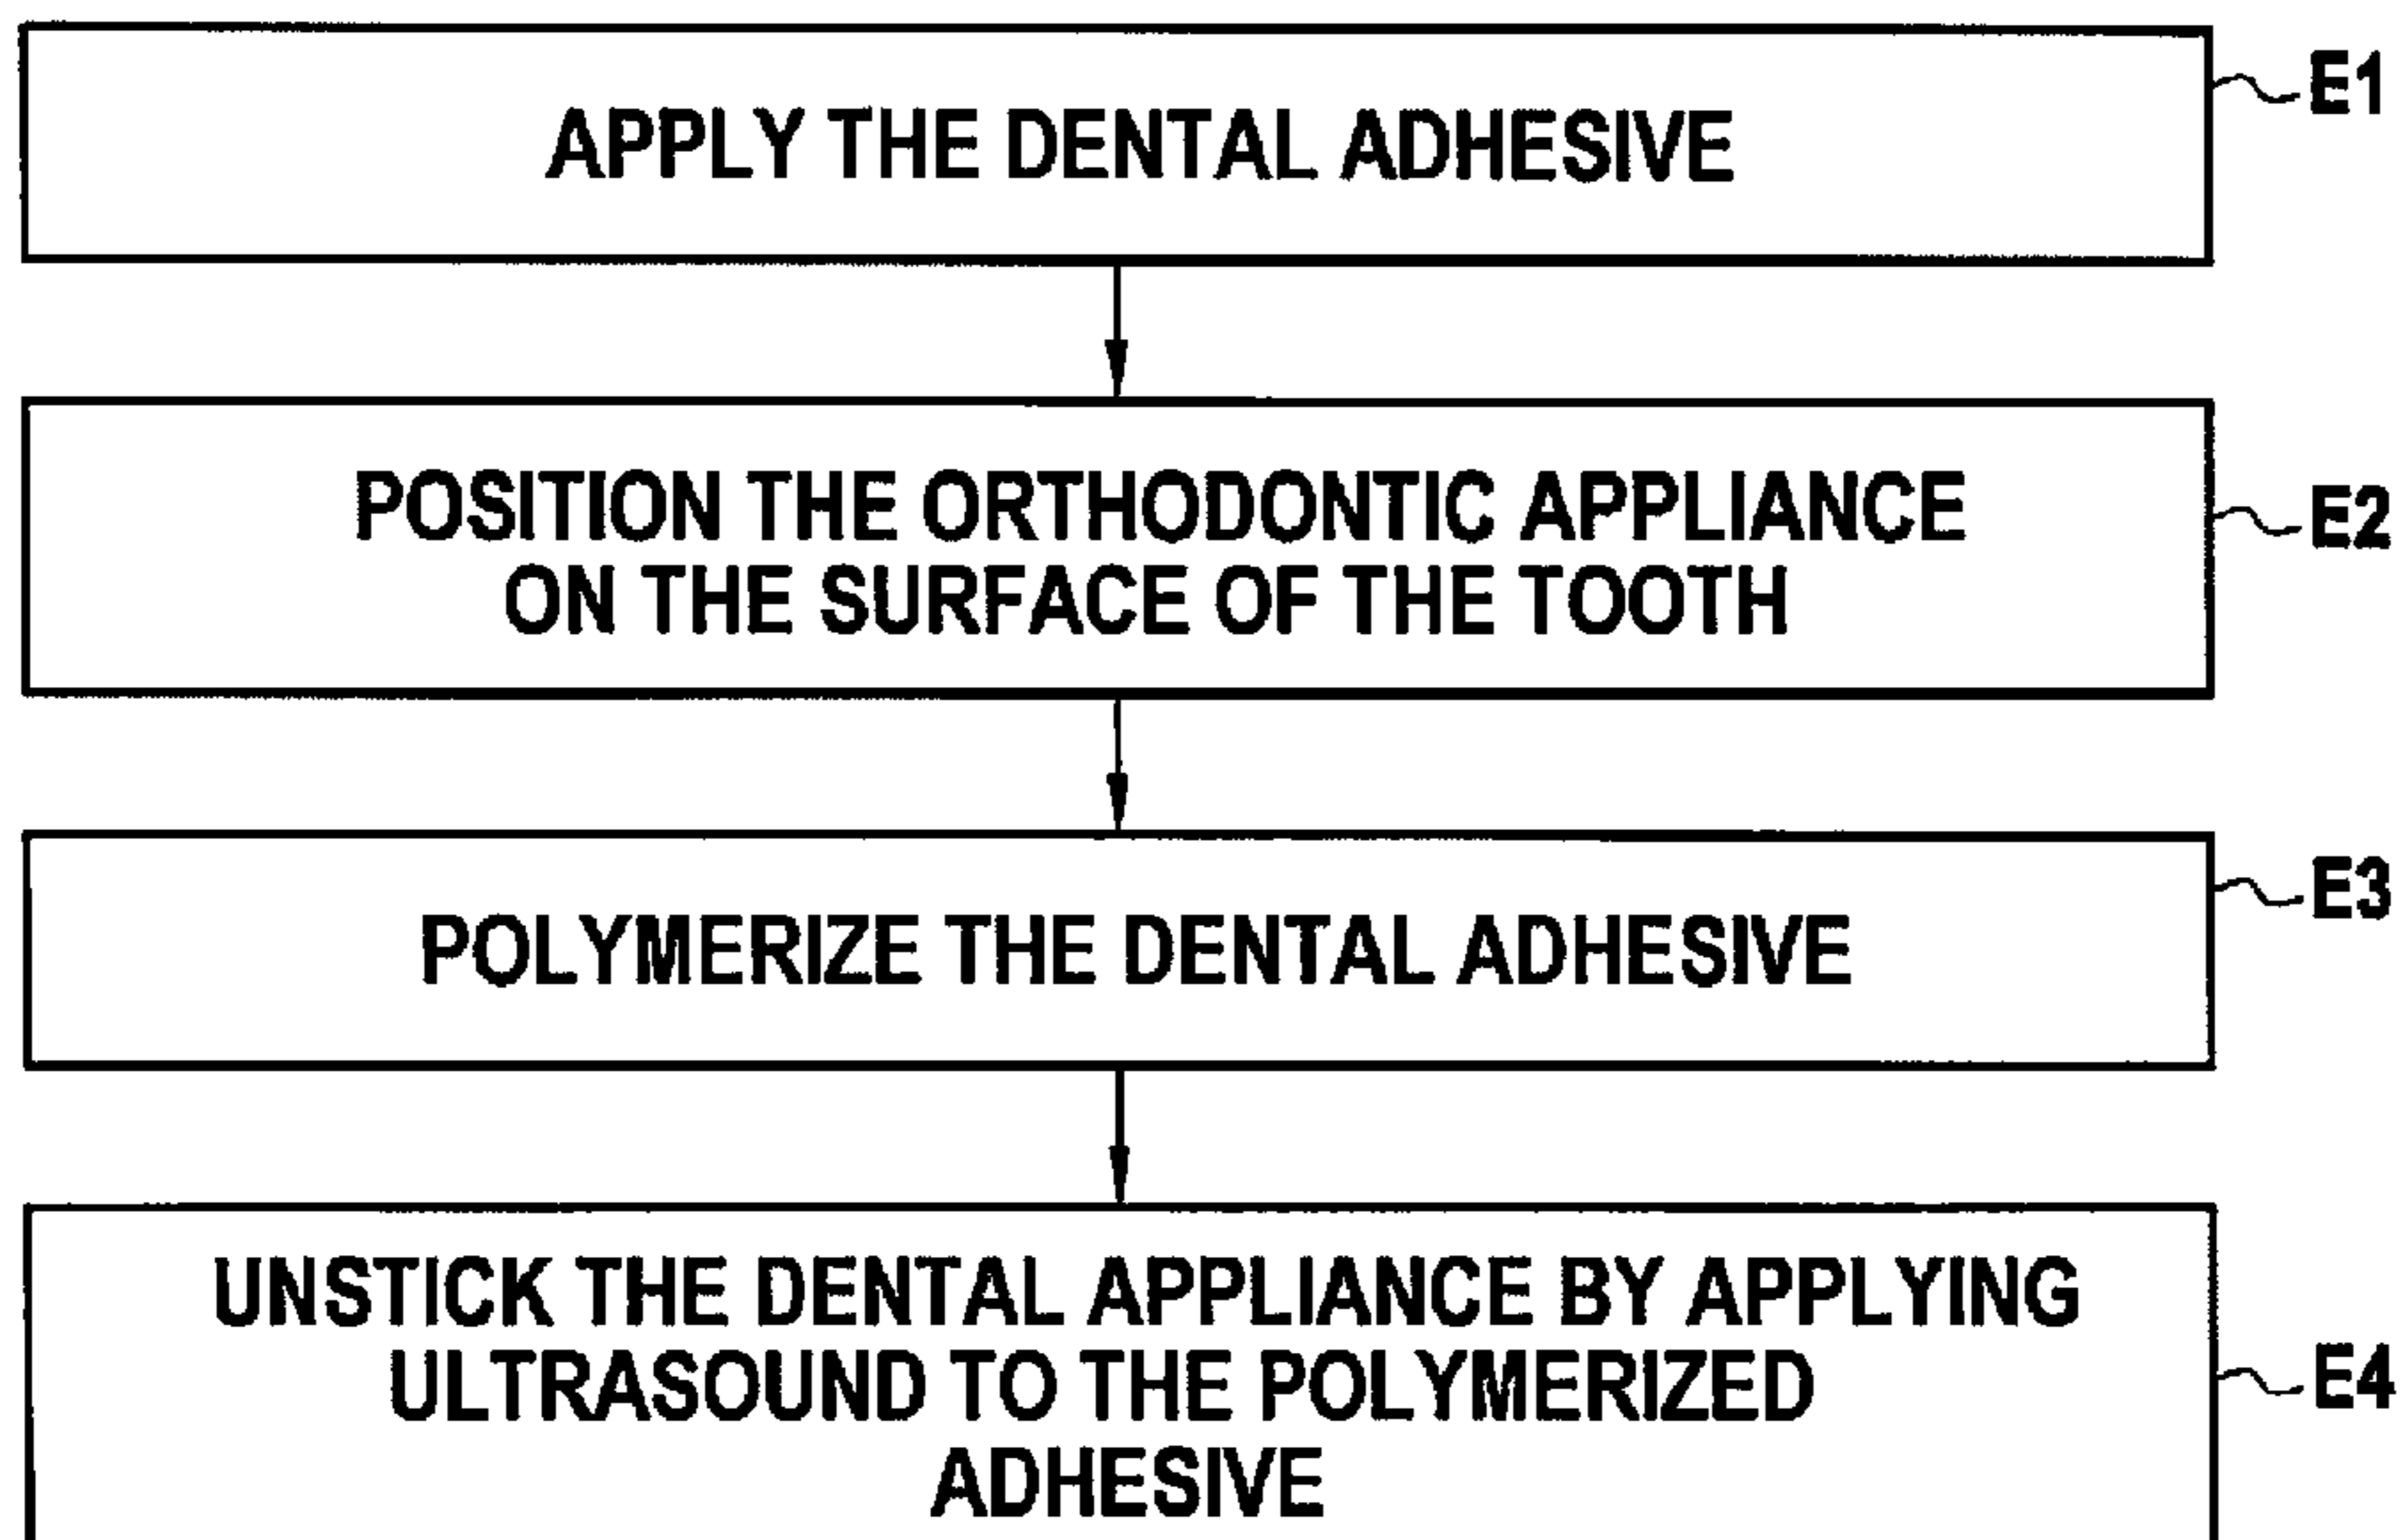 APPLY THE DENTAL ADHESIVE
E1
POSITION THE ORTHODONTIC APPLIANCE
ON THE SURFACE OF THE TOOTH
E2
POLYMERIZE THE DENTAL ADHESIVE
E3
UNSTICK THE DENTAL APPLIANCE BY APPLYING
ULTRASOUND TO THE POLYMERIZED
ADHESIVE
E4